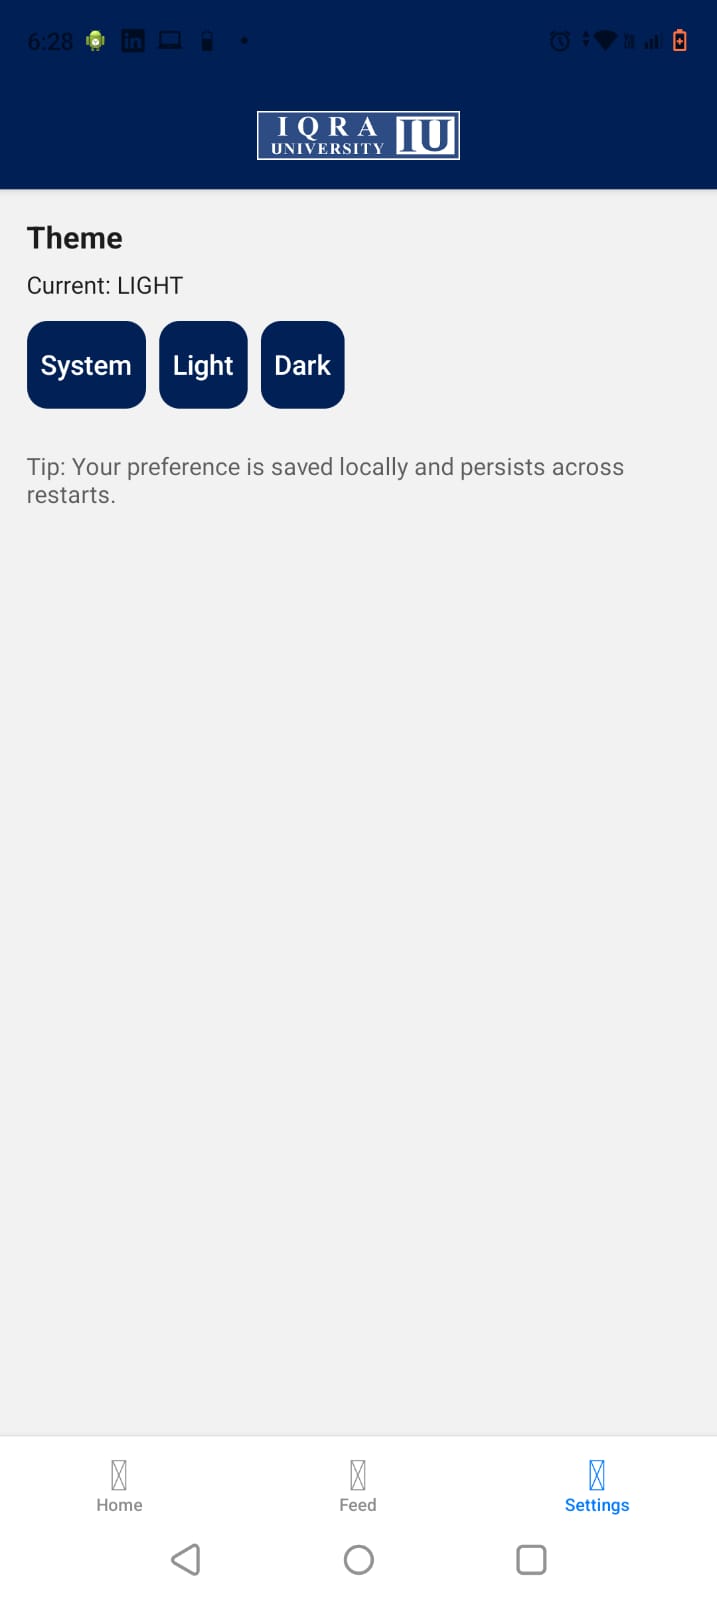 6:28
IQRA
UNIVERSITY
IU
Theme
Current: LIGHT
System Light Dark
Tip: Your preference is saved locally and persists across
restarts.
Home Feed Settings